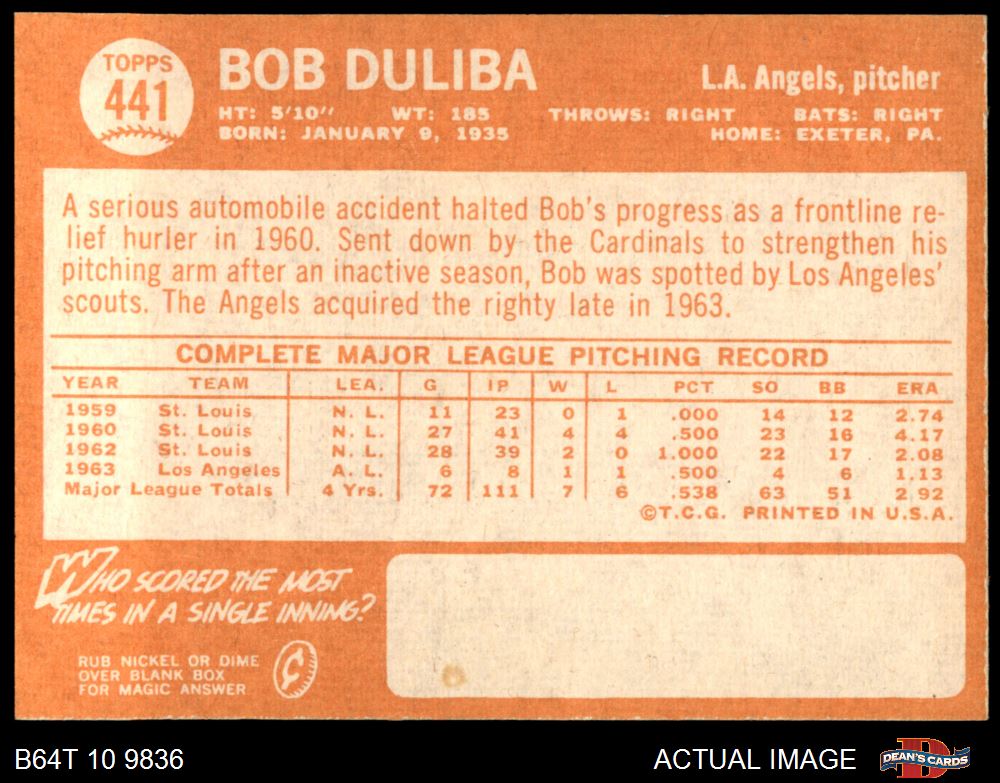 TOPPS
441
BOB DULIBA
L.A. Angels, pitcher
HT: 5'10" WT: 185 THROWS: RIGHT BATS: RIGHT
BORN: JANUARY 9, 1935 HOME: EXETER, PA.
A serious automobile accident halted Bob's progress as a frontline re-
lief hurler in 1960. Sent down by the Cardinals to strengthen his
pitching arm after an inactive season, Bob was spotted by Los Angeles'
scouts. The Angels acquired the righty late in 1963.
COMPLETE MAJOR LEAGUE PITCHING RECORD
YEAR TEAM LEA. G IP W L PCT. SO BB ERA
1959 St. Louis N. L. 11 23 0 1 .000 14 12 2.74
1960 St. Louis N. L. 27 41 4 4 .500 23 16 4.17
1962 St. Louis N. L. 28 39 2 0 1.000 22 17 2.08
1963 Los Angeles A. L. 6 8 1 1 .500 4 6 1.13
Major League Totals 4 Yrs. 72 111 7 6 .538 63 51 2.92
©T.C.G. PRINTED IN U.S.A.
WHO SCORED THE MOST
TIMES IN A SINGLE INNING?
RUB NICKEL OR DIME
OVER BLANK BOX
FOR MAGIC ANSWER
¢
B64T 10 9836
ACTUAL IMAGE
D
DEAN'S CARDS